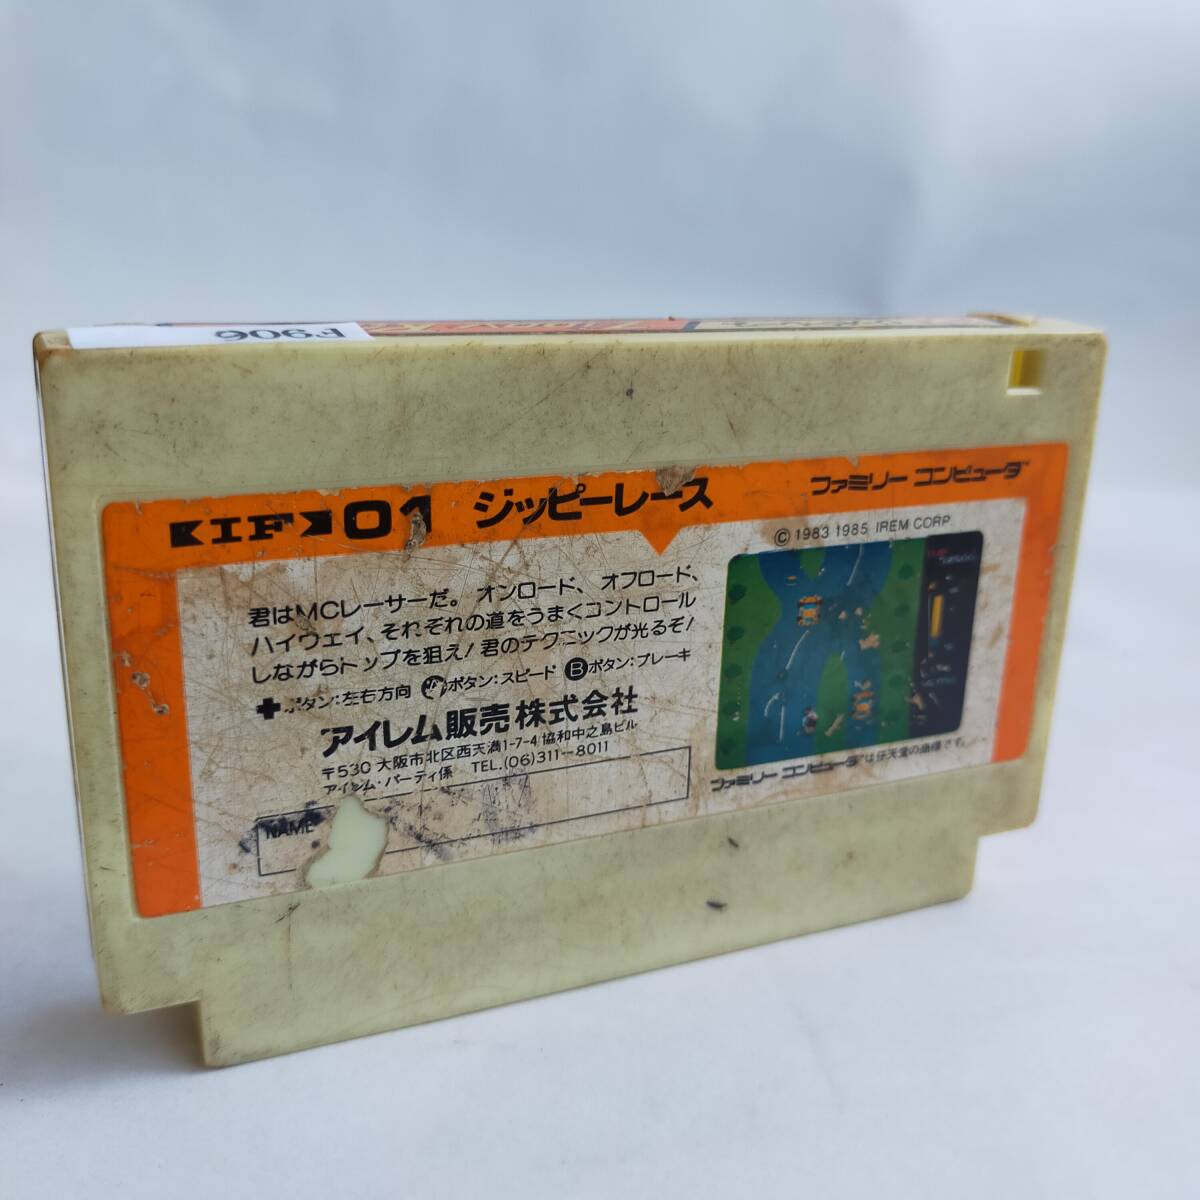 F906
Zippy Race
IF 01 ジッピーレース
ファミリー コンピュータ
© 1983 1985 IREM CORP.
君はMCレーサーだ。オンロード、オフロード、
ハイウェイ、それぞれの道をうまくコントロール
しながらトップを狙え!君のテクニックが光るぞ!
✚ボタン:左右方向 Ⓐボタン:スピード Ⓑボタン:ブレーキ
アイレム販売株式会社
〒530 大阪市北区西天満1-7-4 協和中之島ビル
アイレム・パーティ係 TEL.(06)311-8011
NAME
ファミリー コンピュータ™は任天堂の商標です。